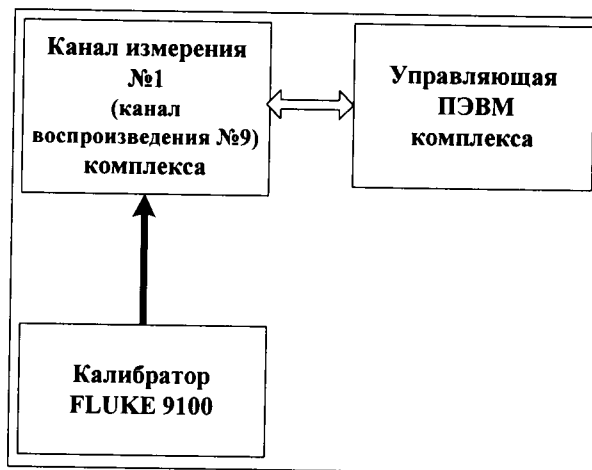 Канал измерения
№1
(канал
воспроизведения №9)
комплекса
Управляющая
ПЭВМ
комплекса
Калибратор
FLUKE 9100